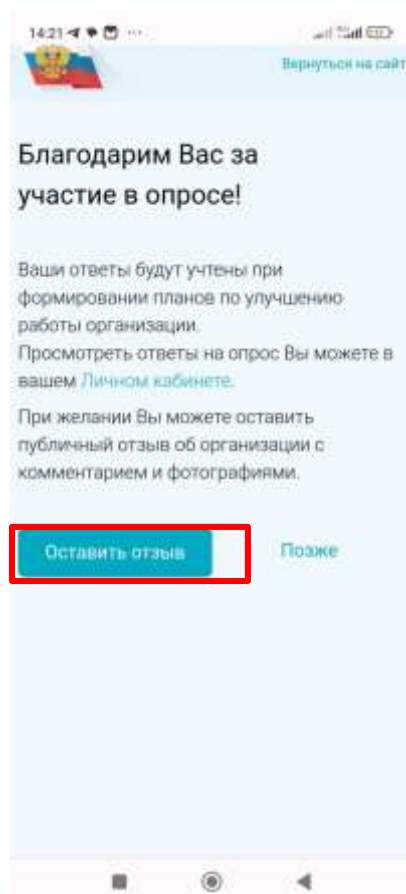 14:21
Вернуться на сайт
Благодарим Вас за
участие в опросе!
Ваши ответы будут учтены при
формировании планов по улучшению
работы организации.
Просмотреть ответы на опрос Вы можете в
вашем Личном кабинете.
При желании Вы можете оставить
публичный отзыв об организации с
комментарием и фотографиями.
Оставить отзыв Позже